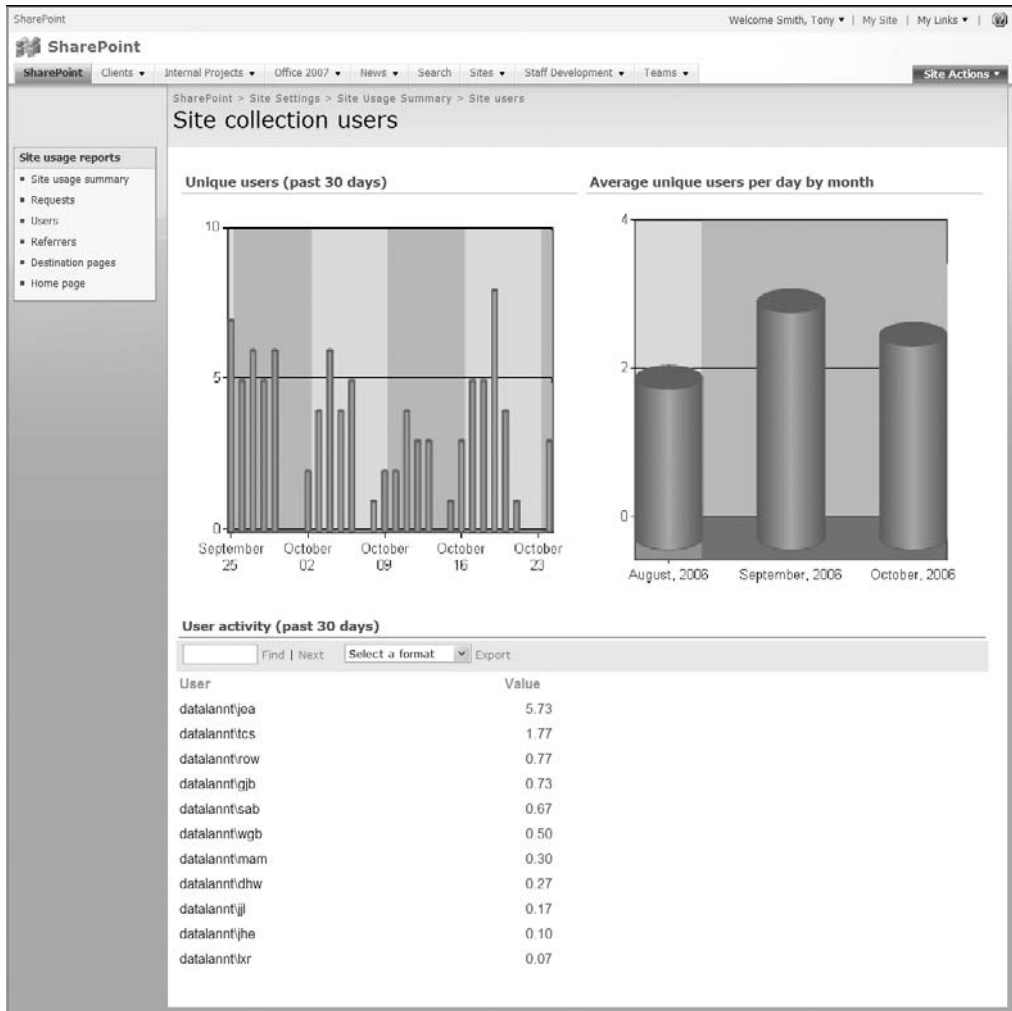 SharePoint
Welcome Smith, Tony ▾ | My Site | My Links ▾ |
SharePoint
SharePoint Clients ▾ Internal Projects ▾ Office 2007 ▾ News ▾ Search Sites ▾ Staff Development ▾ Teams ▾ Site Actions ▾
SharePoint > Site Settings > Site Usage Summary > Site users
Site collection users
Site usage reports
Site usage summary
Requests
Users
Referrers
Destination pages
Home page
Unique users (past 30 days)
10
5
0
September 25
October 02
October 09
October 16
October 23
Average unique users per day by month
4
2
0
August, 2006 September, 2006 October, 2006
User activity (past 30 days)
Find | Next Select a format Export
User Value
datalannt\jea 5.73
datalannt\tcs 1.77
datalannt\row 0.77
datalannt\gjb 0.73
datalannt\sab 0.67
datalannt\wgb 0.50
datalannt\mam 0.30
datalannt\dhw 0.27
datalannt\jjl 0.17
datalannt\jhe 0.10
datalannt\lxr 0.07